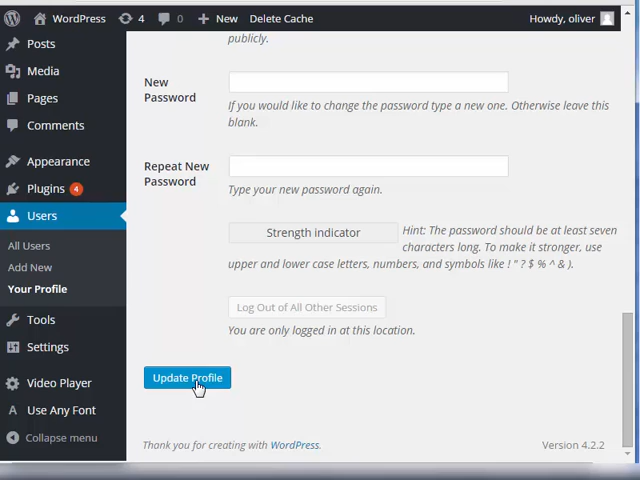 WordPress 4 0 New Delete Cache Howdy, oliver
Posts
Media
Pages
Comments
Appearance
Plugins 4
Users
All Users
Add New
Your Profile
Tools
Settings
Video Player
Use Any Font
Collapse menu
publicly.
New
Password
If you would like to change the password type a new one. Otherwise leave this
blank.
Repeat New
Password
Type your new password again.
Strength indicator
Hint: The password should be at least seven
characters long. To make it stronger, use
upper and lower case letters, numbers, and symbols like ! " ? $ % ^ & ).
Log Out of All Other Sessions
You are only logged in at this location.
Update Profile
Thank you for creating with WordPress.
Version 4.2.2